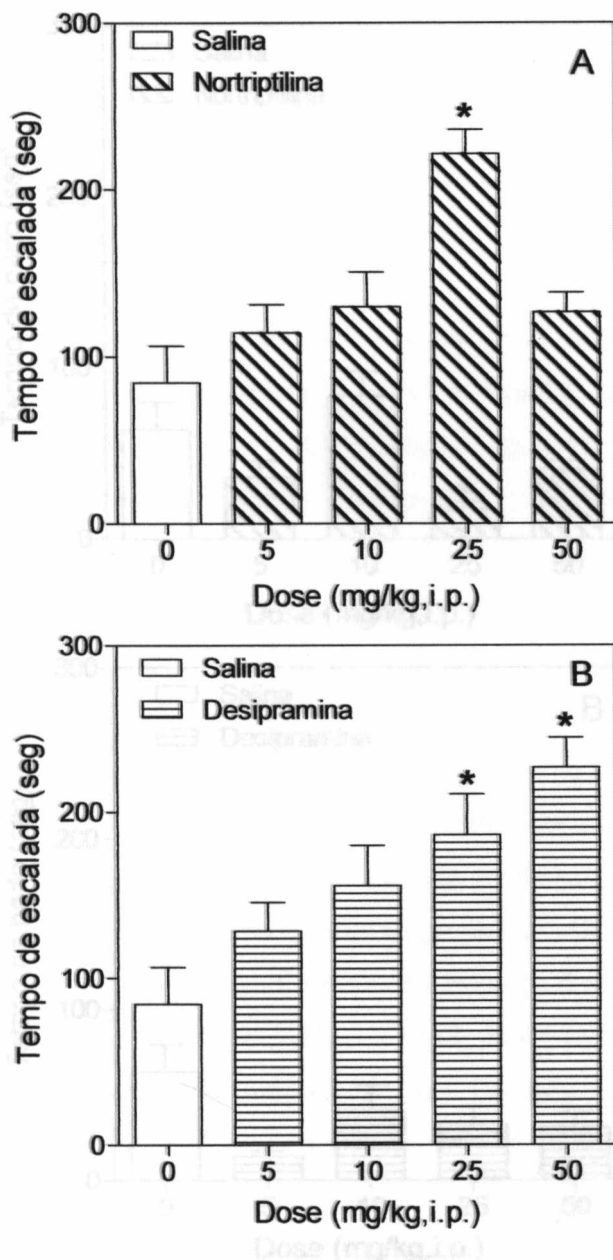 300
Salina
Nortriptilina
A
*
200
100
0
Tempo de escalada (seg)
0 5 10 25 50
Dose (mg/kg,i.p.)
300
Salina
Desipramina
B
*
*
200
100
0
Tempo de escalada (seg)
0 5 10 25 50
Dose (mg/kg,i.p.)